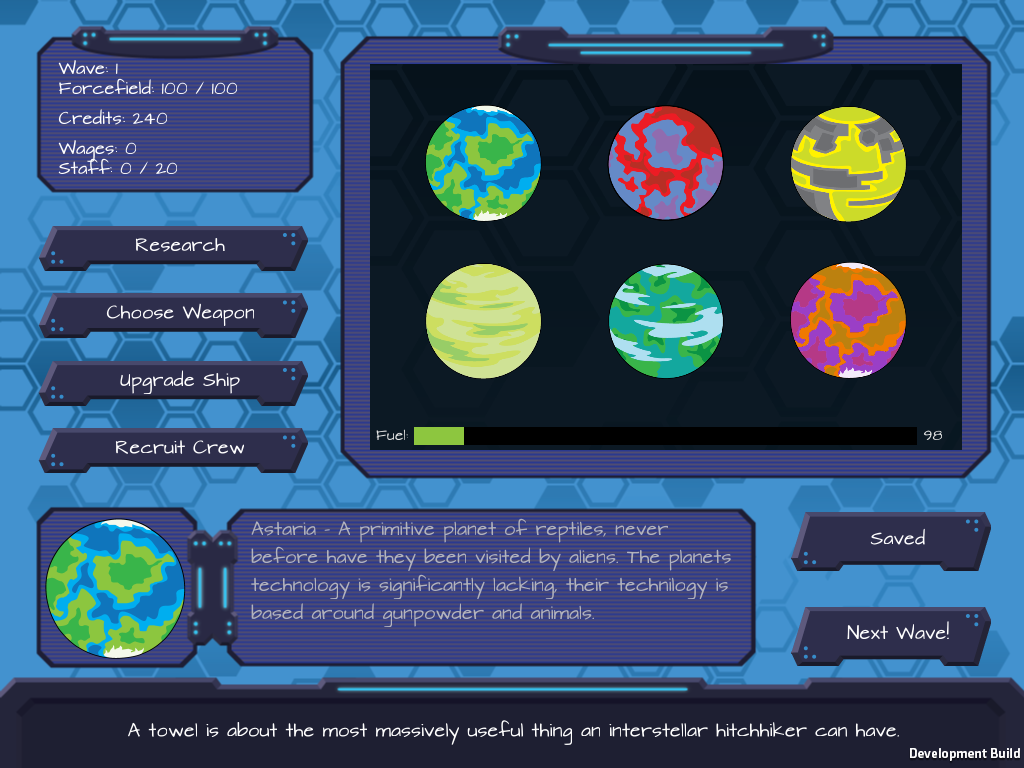 Wave: 1
Forcefield: 100 / 100
Credits: 240
Wages: 0
Staff: 0 / 20
Research
Choose Weapon
Upgrade Ship
Recruit Crew
Fuel:
98
Astaria - A primitive planet of reptiles, never
before have they been visited by aliens. The planets
technology is significantly lacking, their technilogy is
based around gunpowder and animals.
Saved
Next Wave!
A towel is about the most massively useful thing an interstellar hitchhiker can have.
Development Build